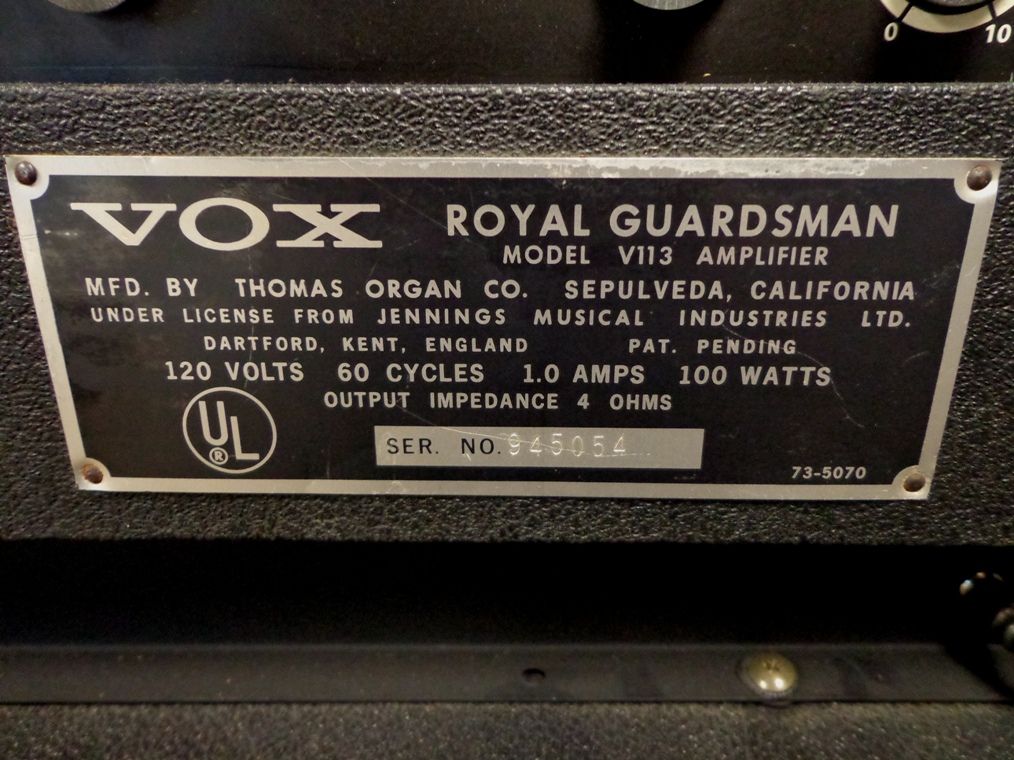 0 10
VOX ROYAL GUARDSMAN
MODEL V113 AMPLIFIER
MFD. BY THOMAS ORGAN CO. SEPULVEDA, CALIFORNIA
UNDER LICENSE FROM JENNINGS MUSICAL INDUSTRIES LTD.
DARTFORD, KENT, ENGLAND PAT. PENDING
120 VOLTS 60 CYCLES 1.0 AMPS 100 WATTS
OUTPUT IMPEDANCE 4 OHMS
UL ®
SER. NO. 945054
73-5070